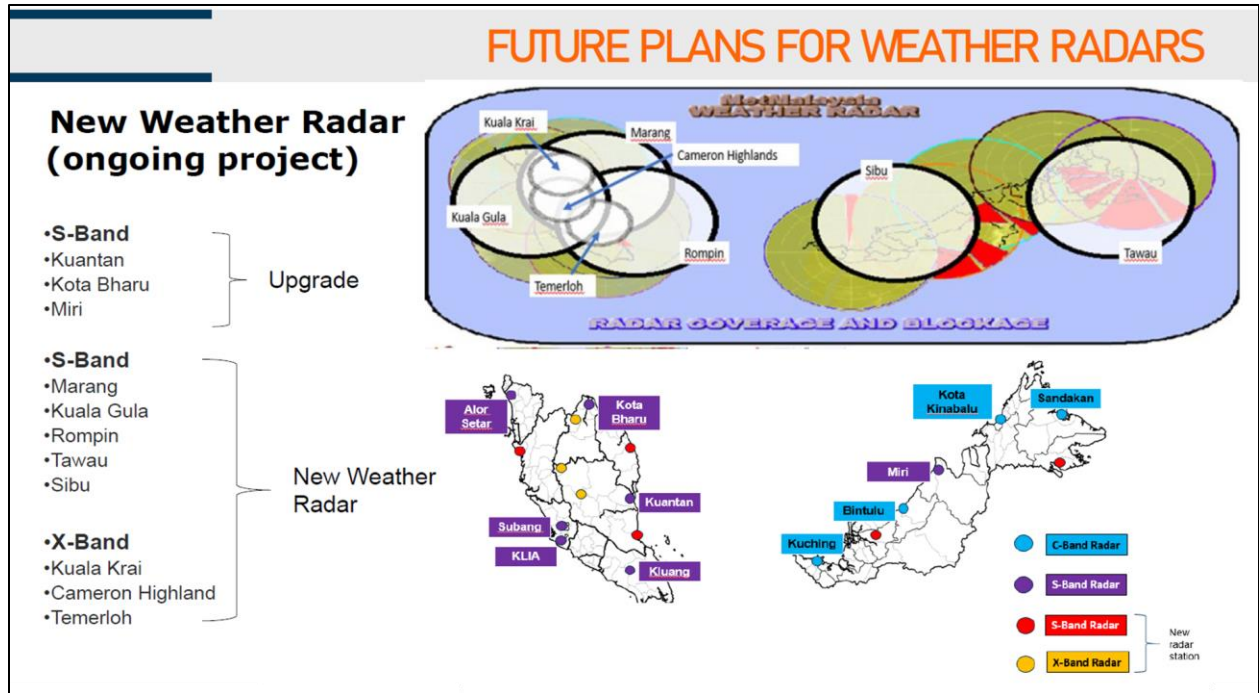 FUTURE PLANS FOR WEATHER RADARS
New Weather Radar
(ongoing project)
•S-Band
•Kuantan
•Kota Bharu
•Miri
Upgrade
•S-Band
•Marang
•Kuala Gula
•Rompin
•Tawau
•Sibu
New Weather
Radar
•X-Band
•Kuala Krai
•Cameron Highland
•Temerloh
MetMalaysia
WEATHER RADAR
Kuala Krai
Marang
Cameron Highlands
Kuala Gula
Rompin
Temerloh
Sibu
Tawau
RADAR COVERAGE AND BLOCKAGE
Alor
Setar
Kota
Bharu
Kuantan
Subang
KLIA
Kluang
Kota
Kinabalu
Sandakan
Miri
Bintulu
Kuching
C-Band Radar
S-Band Radar
S-Band Radar
X-Band Radar
New
radar
station